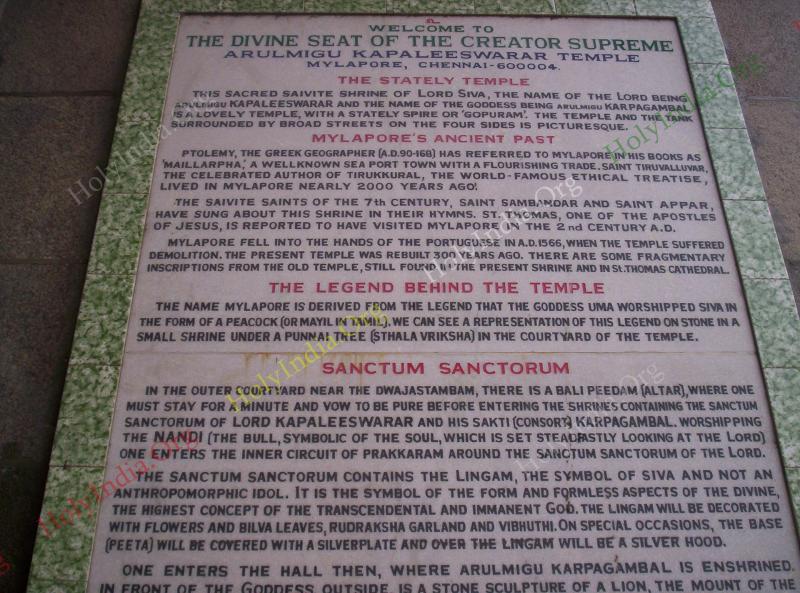 WELCOME TO
THE DIVINE SEAT OF THE CREATOR SUPREME
ARULMIGU KAPALEESWARAR TEMPLE
MYLAPORE, CHENNAI-600004.
THE STATELY TEMPLE
THIS SACRED SAIVITE SHRINE OF LORD SIVA, THE NAME OF THE LORD BEING
ARULMIGU KAPALEESWARAR AND THE NAME OF THE GODDESS BEING ARULMIGU KARPAGAMBAL
IS A LOVELY TEMPLE, WITH A STATELY SPIRE OR 'GOPURAM'. THE TEMPLE AND THE TANK
SURROUNDED BY BROAD STREETS ON THE FOUR SIDES IS PICTURESQUE.
MYLAPORE'S ANCIENT PAST
PTOLEMY, THE GREEK GEOGRAPHER (A.D.90-168) HAS REFERRED TO MYLAPORE IN HIS BOOKS AS
'MAILLARPHA', A WELLKNOWN SEA PORT TOWN WITH A FLOURISHING TRADE. SAINT TIRUVALLUVAR,
THE CELEBRATED AUTHOR OF TIRUKKURAL, THE WORLD-FAMOUS ETHICAL TREATISE,
LIVED IN MYLAPORE NEARLY 2000 YEARS AGO.
THE SAIVITE SAINTS OF THE 7th CENTURY, SAINT SAMBANDAR AND SAINT APPAR,
HAVE SUNG ABOUT THIS SHRINE IN THEIR HYMNS. ST. THOMAS, ONE OF THE APOSTLES
OF JESUS, IS REPORTED TO HAVE VISITED MYLAPORE IN THE 2nd CENTURY A.D.
MYLAPORE FELL INTO THE HANDS OF THE PORTUGUESE IN A.D.1566, WHEN THE TEMPLE SUFFERED
DEMOLITION. THE PRESENT TEMPLE WAS REBUILT 300 YEARS AGO. THERE ARE SOME FRAGMENTARY
INSCRIPTIONS FROM THE OLD TEMPLE, STILL FOUND IN THE PRESENT SHRINE AND IN St.THOMAS CATHEDRAL.
THE LEGEND BEHIND THE TEMPLE
THE NAME MYLAPORE IS DERIVED FROM THE LEGEND THAT THE GODDESS UMA WORSHIPPED SIVA IN
THE FORM OF A PEACOCK (OR MAYIL IN TAMIL). WE CAN SEE A REPRESENTATION OF THIS LEGEND ON STONE IN A
SMALL SHRINE UNDER A PUNNAI TREE (STHALA VRIKSHA) IN THE COURTYARD OF THE TEMPLE.
SANCTUM SANCTORUM
IN THE OUTER COURTYARD NEAR THE DWAJASTAMBAM, THERE IS A BALI PEEDAM (ALTAR), WHERE ONE
MUST STAY FOR A MINUTE AND VOW TO BE PURE BEFORE ENTERING THE SHRINES CONTAINING THE SANCTUM
SANCTORUM OF LORD KAPALEESWARAR AND HIS SAKTI (CONSORT) KARPAGAMBAL. WORSHIPPING
THE NANDI (THE BULL, SYMBOLIC OF THE SOUL, WHICH IS SET STEADFASTLY LOOKING AT THE LORD)
ONE ENTERS THE INNER CIRCUIT OF PRAKKARAM AROUND THE SANCTUM SANCTORUM OF THE LORD.
THE SANCTUM SANCTORUM CONTAINS THE LINGAM, THE SYMBOL OF SIVA AND NOT AN
ANTHROPOMORPHIC IDOL. IT IS THE SYMBOL OF THE FORM AND FORMLESS ASPECTS OF THE DIVINE,
THE HIGHEST CONCEPT OF THE TRANSCENDENTAL AND IMMANENT GOD. THE LINGAM WILL BE DECORATED
WITH FLOWERS AND BILVA LEAVES, RUDRAKSHA GARLAND AND VIBHUTHI. ON SPECIAL OCCASIONS, THE BASE
(PEETA) WILL BE COVERED WITH A SILVERPLATE AND OVER THE LINGAM WILL BE A SILVER HOOD.
ONE ENTERS THE HALL THEN, WHERE ARULMIGU KARPAGAMBAL IS ENSHRINED.
IN FRONT OF THE GODDESS OUTSIDE, IS A STONE SCULPTURE OF A LION, THE MOUNT OF THE
HolyIndia.Org
HolyIndia.Org
HolyIndia.Org
HolyIndia.Org
HolyIndia.Org
HolyIndia.Org